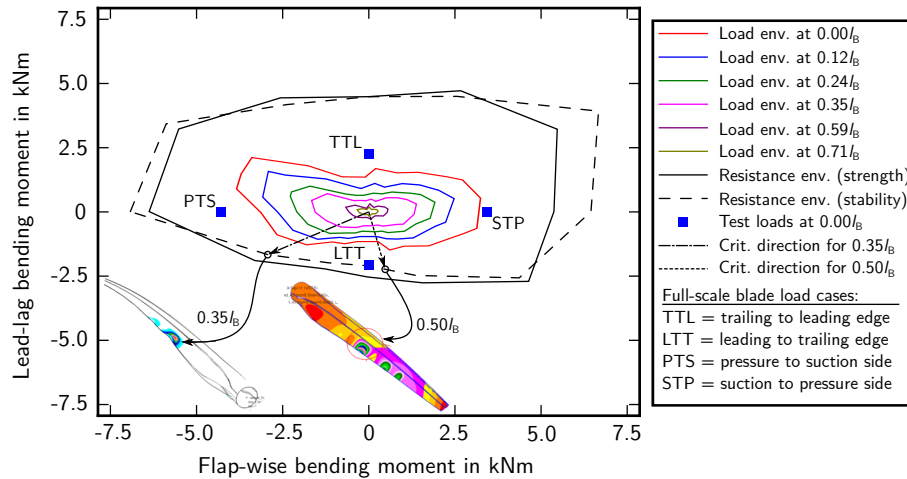 7.5
5.0
2.5
0
-2.5
-5.0
-7.5
Lead-lag bending moment in kNm
-7.5
-5.0
-2.5
0
2.5
5.0
7.5
Flap-wise bending moment in kNm
TTL
PTS
STP
LTT
0.35lB
0.50lB
Load env. at 0.00lB
Load env. at 0.12lB
Load env. at 0.24lB
Load env. at 0.35lB
Load env. at 0.59lB
Load env. at 0.71lB
Resistance env. (strength)
Resistance env. (stability)
Test loads at 0.00lB
Crit. direction for 0.35lB
Crit. direction for 0.50lB
Full-scale blade load cases:
TTL = trailing to leading edge
LTT = leading to trailing edge
PTS = pressure to suction side
STP = suction to pressure side